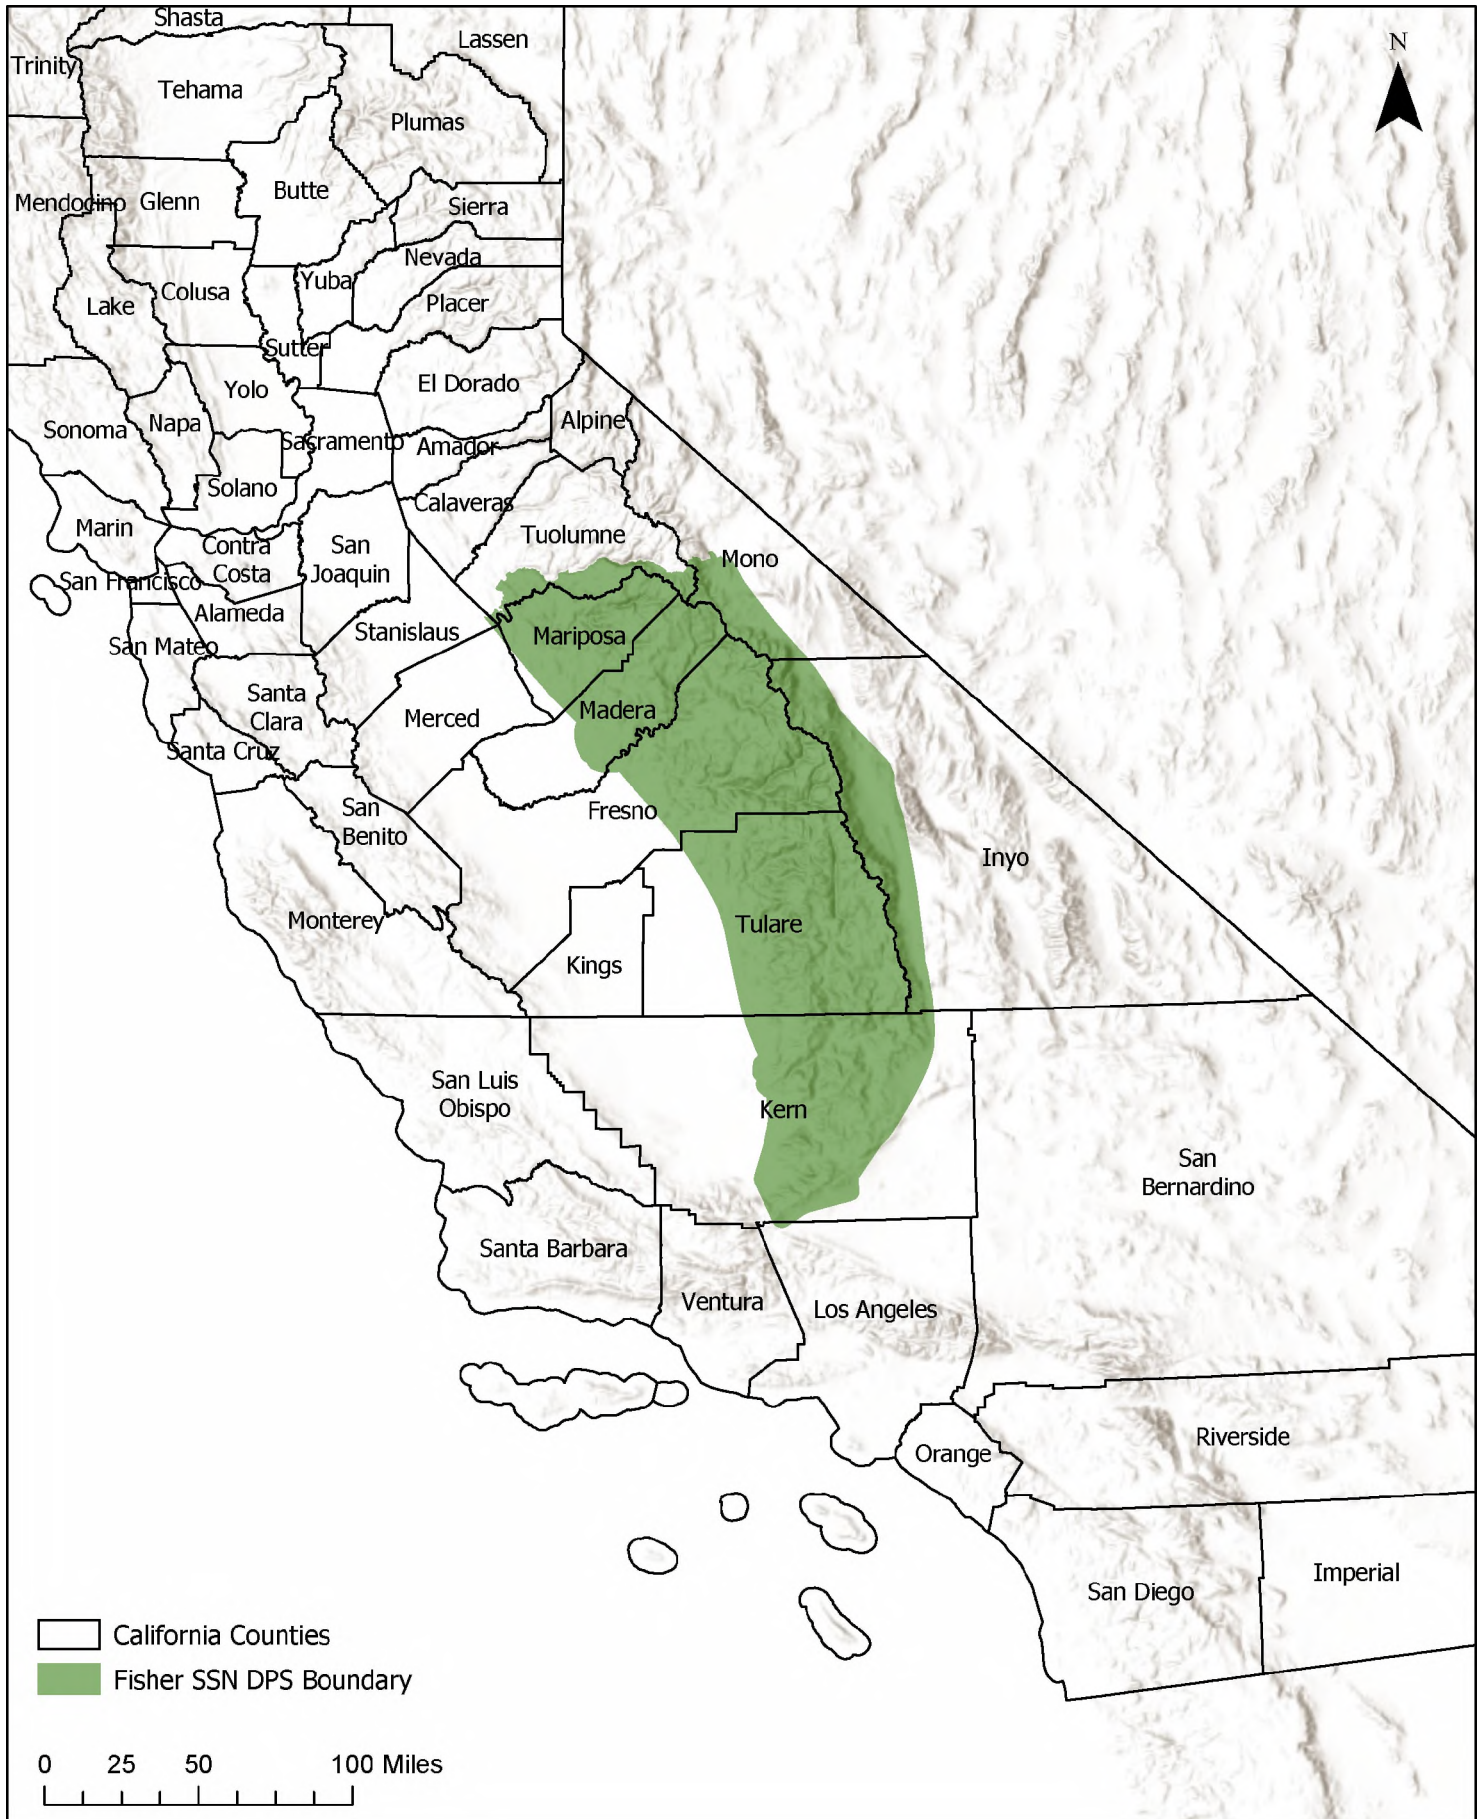 Shasta
Lassen
N
Trinity
Tehama
Plumas
Butte
Mendocino
Glenn
Sierra
Nevada
Yuba
Colusa
Placer
Lake
Sutter
El Dorado
Yolo
Napa
Alpine
Sonoma
Sacramento
Amador
Solano
Calaveras
Marin
Tuolumne
Contra
Costa
San
Joaquin
Mono
San Francisco
Alameda
Stanislaus
Mariposa
San Mateo
Santa
Clara
Madera
Merced
Santa Cruz
San
Benito
Fresno
Inyo
Monterey
Tulare
Kings
San Luis
Obispo
Kern
San
Bernardino
Santa Barbara
Ventura
Los Angeles
Riverside
Orange
Imperial
San Diego
California Counties
Fisher SSN DPS Boundary
0 25 50 100 Miles